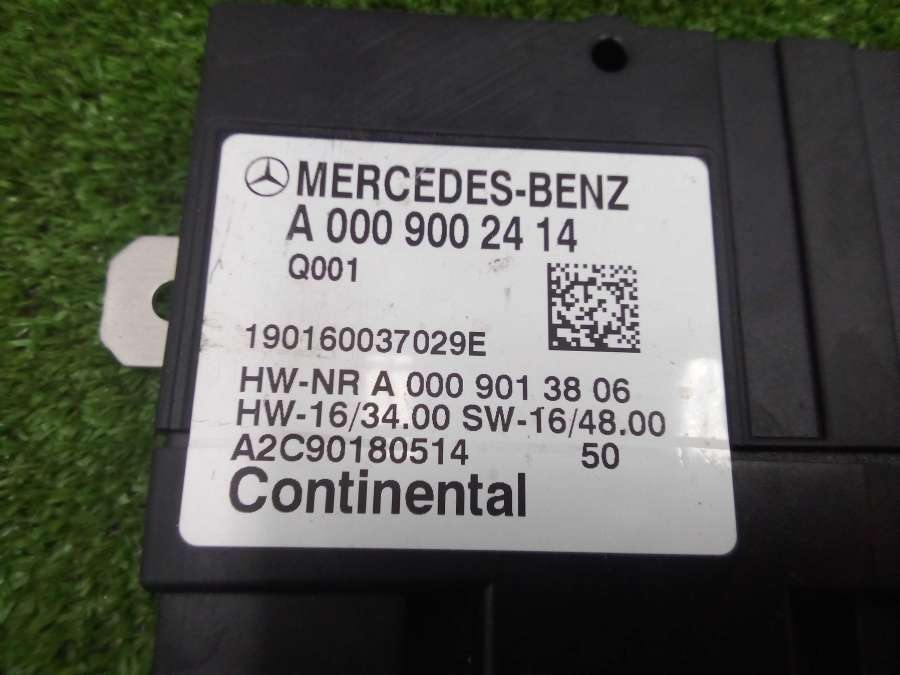 MERCEDES-BENZ
A 000 900 24 14
Q001
190160037029E
HW-NR A 000 901 38 06
HW-16/34.00 SW-16/48.00
A2C90180514 50
Continental